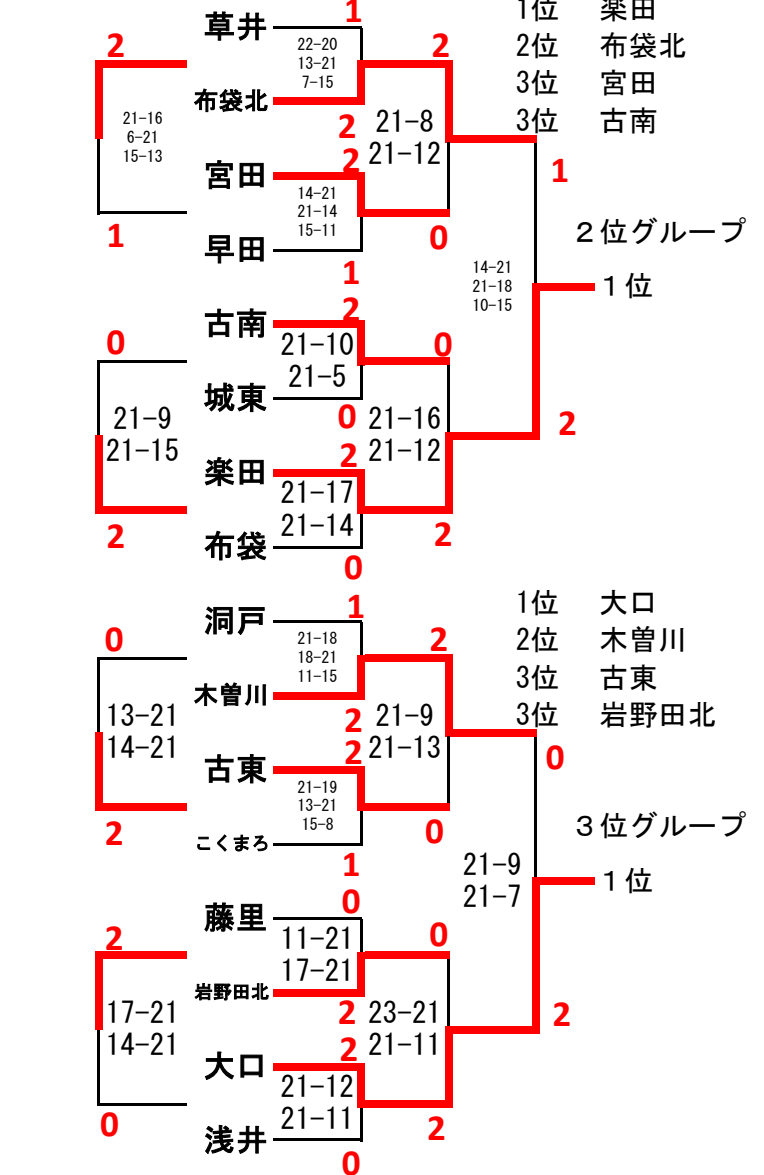 1
草井
1位 楽田
2
22−20
2
2位 布袋北
13−21
7−15
3位 宮田
布袋北
21−16
6−21
15−13
2
21−8
21−12
3位 古南
2
1
宮田
14−21
21−14
15−11
1
0
早田
2位グループ
1
14−21
21−18
10−15
1位
2
古南
0
0
21−10
21−5
城東
21−9
21−15
0
21−16
21−12
2
2
楽田
21−17
21−14
2
2
布袋
0
1位 大口
1
洞戸
0
21−18
18−21
11−15
2
2位 木曽川
3位 古東
木曽川
13−21
14−21
2
21−9
21−13
3位 岩野田北
2
0
古東
21−19
13−21
15−8
2
0
3位グループ
こくまろ
1
21−9
21−7
1位
0
藤里
2
11−21
17−21
0
岩野田北
17−21
14−21
2
23−21
21−11
2
2
大口
21−12
21−11
0
2
浅井
0